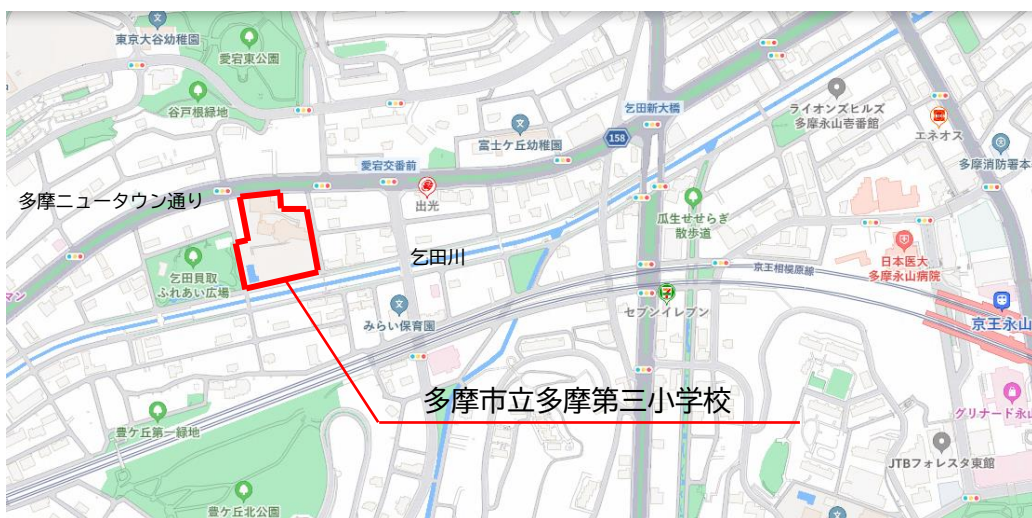 東京大谷幼稚園
愛宕東公園
谷戸根緑地
乞田新大橋
ライオンズヒルズ
多摩永山壱番館
エネオス
158
富士ケ丘幼稚園
多摩消防署本
愛宕交番前
多摩ニュータウン通り
出光
瓜生せせらぎ
散歩道
乞田川
日本医大
多摩永山病院
京王相模原線
乞田貝取
ふれあい広場
マン
セブンイレブン
みらい保育園
京王永山
多摩市立多摩第三小学校
グリナード永山
豊ケ丘第一緑地
JTBフォレスタ東館
豊ケ丘北公園